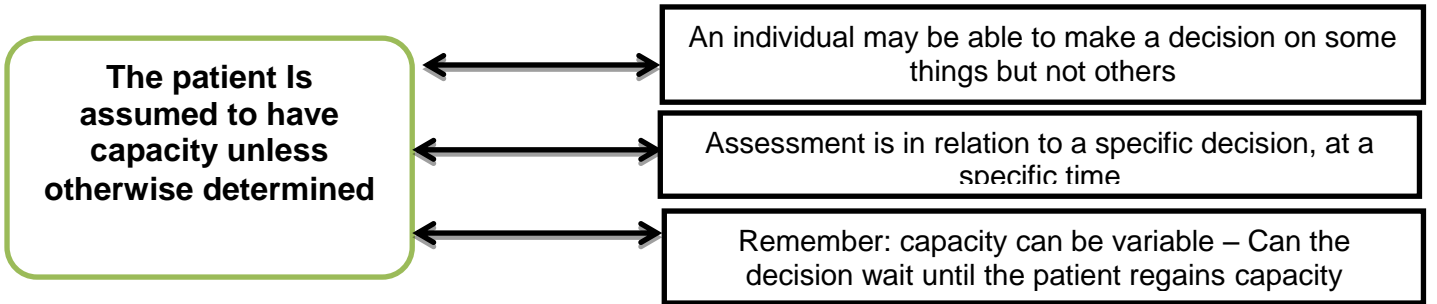 The patient Is
assumed to have
capacity unless
otherwise determined
An individual may be able to make a decision on some
things but not others
Assessment is in relation to a specific decision, at a
specific time
Remember: capacity can be variable – Can the
decision wait until the patient regains capacity